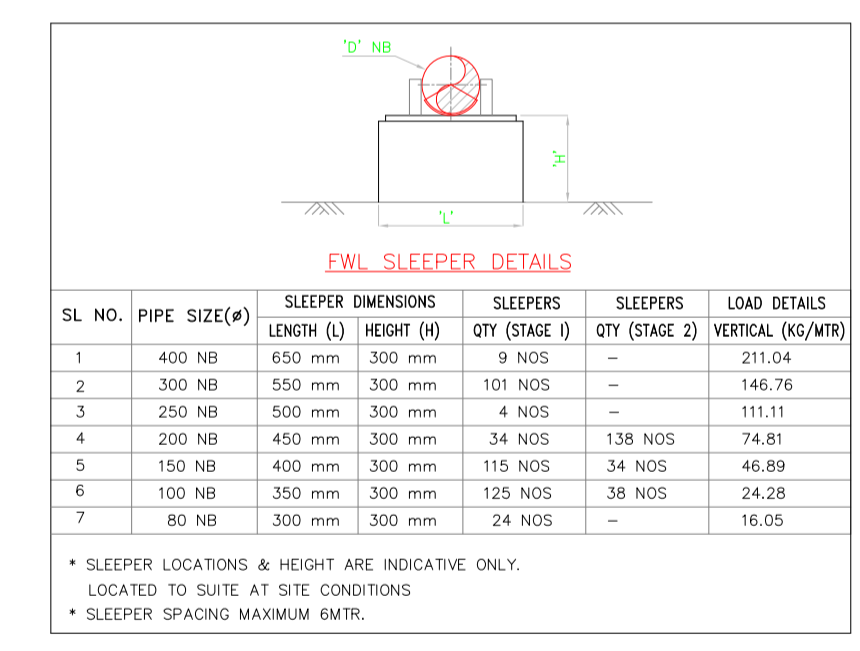 'D' NB
'H'
'L'
FWL SLEEPER DETAILS
SL NO. PIPE SIZE(ø) SLEEPER DIMENSIONS SLEEPERS SLEEPERS LOAD DETAILS
LENGTH (L) HEIGHT (H) QTY (STAGE I) QTY (STAGE 2) VERTICAL (KG/MTR)
1 400 NB 650 mm 300 mm 9 NOS – 211.04
2 300 NB 550 mm 300 mm 101 NOS – 146.76
3 250 NB 500 mm 300 mm 4 NOS – 111.11
4 200 NB 450 mm 300 mm 34 NOS 138 NOS 74.81
5 150 NB 400 mm 300 mm 115 NOS 34 NOS 46.89
6 100 NB 350 mm 300 mm 125 NOS 38 NOS 24.28
7 80 NB 300 mm 300 mm 24 NOS – 16.05
* SLEEPER LOCATIONS & HEIGHT ARE INDICATIVE ONLY.
LOCATED TO SUITE AT SITE CONDITIONS
* SLEEPER SPACING MAXIMUM 6MTR.